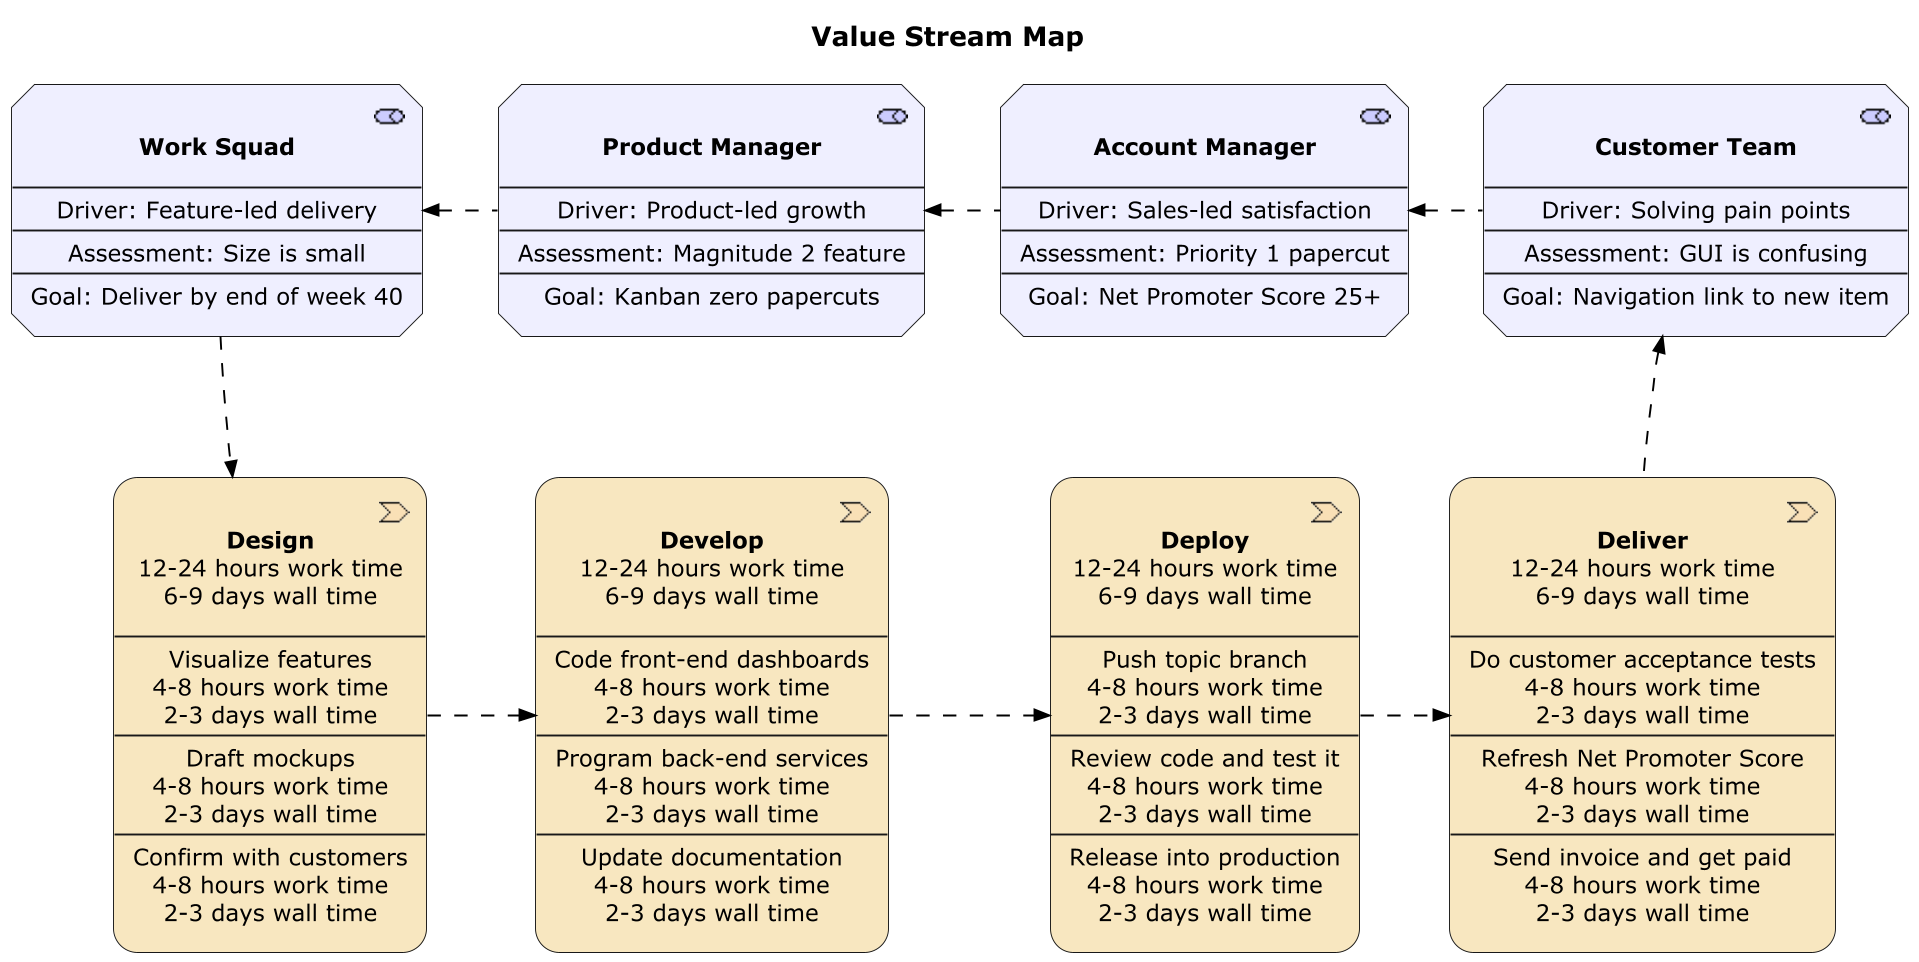 Value Stream Map
Work Squad
Driver: Feature-led delivery
Assessment: Size is small
Goal: Deliver by end of week 40
Product Manager
Driver: Product-led growth
Assessment: Magnitude 2 feature
Goal: Kanban zero papercuts
Account Manager
Driver: Sales-led satisfaction
Assessment: Priority 1 papercut
Goal: Net Promoter Score 25+
Customer Team
Driver: Solving pain points
Assessment: GUI is confusing
Goal: Navigation link to new item
Design
12-24 hours work time
6-9 days wall time
Visualize features
4-8 hours work time
2-3 days wall time
Draft mockups
4-8 hours work time
2-3 days wall time
Confirm with customers
4-8 hours work time
2-3 days wall time
Develop
12-24 hours work time
6-9 days wall time
Code front-end dashboards
4-8 hours work time
2-3 days wall time
Program back-end services
4-8 hours work time
2-3 days wall time
Update documentation
4-8 hours work time
2-3 days wall time
Deploy
12-24 hours work time
6-9 days wall time
Push topic branch
4-8 hours work time
2-3 days wall time
Review code and test it
4-8 hours work time
2-3 days wall time
Release into production
4-8 hours work time
2-3 days wall time
Deliver
12-24 hours work time
6-9 days wall time
Do customer acceptance tests
4-8 hours work time
2-3 days wall time
Refresh Net Promoter Score
4-8 hours work time
2-3 days wall time
Send invoice and get paid
4-8 hours work time
2-3 days wall time